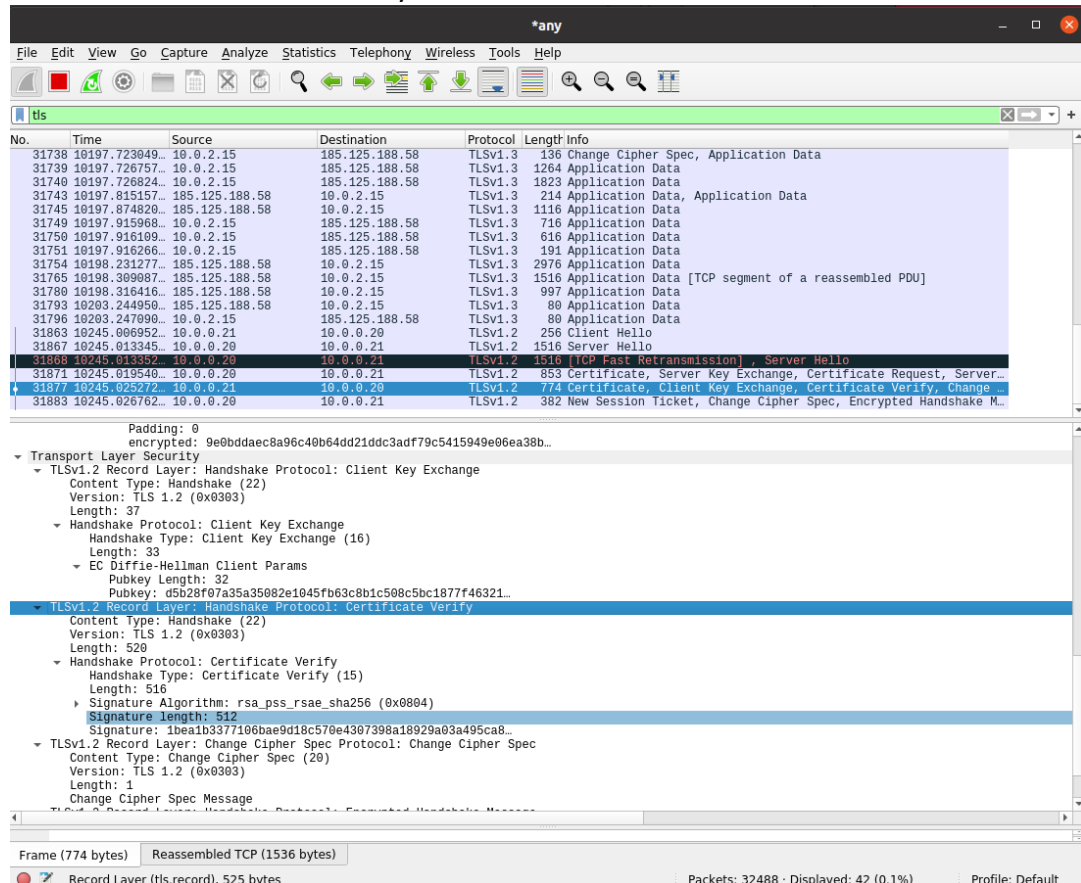 *any
File Edit View Go Capture Analyze Statistics Telephony Wireless Tools Help
tls
No. Time Source Destination Protocol Length Info
31738 10197.723049… 10.0.2.15 185.125.188.58 TLSv1.3 136 Change Cipher Spec, Application Data
31739 10197.726757… 10.0.2.15 185.125.188.58 TLSv1.3 1264 Application Data
31740 10197.726824… 10.0.2.15 185.125.188.58 TLSv1.3 1823 Application Data
31743 10197.815157… 185.125.188.58 10.0.2.15 TLSv1.3 214 Application Data, Application Data
31745 10197.874820… 185.125.188.58 10.0.2.15 TLSv1.3 1116 Application Data
31749 10197.915968… 10.0.2.15 185.125.188.58 TLSv1.3 716 Application Data
31750 10197.916109… 10.0.2.15 185.125.188.58 TLSv1.3 616 Application Data
31751 10197.916266… 10.0.2.15 185.125.188.58 TLSv1.3 191 Application Data
31754 10198.231277… 185.125.188.58 10.0.2.15 TLSv1.3 2976 Application Data
31765 10198.309087… 185.125.188.58 10.0.2.15 TLSv1.3 1516 Application Data [TCP segment of a reassembled PDU]
31780 10198.316416… 185.125.188.58 10.0.2.15 TLSv1.3 997 Application Data
31793 10203.244950… 185.125.188.58 10.0.2.15 TLSv1.3 80 Application Data
31796 10203.247090… 10.0.2.15 185.125.188.58 TLSv1.3 80 Application Data
31863 10245.006952… 10.0.0.21 10.0.0.20 TLSv1.2 256 Client Hello
31867 10245.013345… 10.0.0.20 10.0.0.21 TLSv1.2 1516 Server Hello
31868 10245.013352… 10.0.0.20 10.0.0.21 TLSv1.2 1516 [TCP Fast Retransmission] , Server Hello
31871 10245.019540… 10.0.0.20 10.0.0.21 TLSv1.2 853 Certificate, Server Key Exchange, Certificate Request, Server…
31877 10245.025272… 10.0.0.21 10.0.0.20 TLSv1.2 774 Certificate, Client Key Exchange, Certificate Verify, Change …
31883 10245.026762… 10.0.0.20 10.0.0.21 TLSv1.2 382 New Session Ticket, Change Cipher Spec, Encrypted Handshake M…
Padding: 0
encrypted: 9e0bddaec8a96c40b64dd21ddc3adf79c5415949e06ea38b…
Transport Layer Security
TLSv1.2 Record Layer: Handshake Protocol: Client Key Exchange
Content Type: Handshake (22)
Version: TLS 1.2 (0x0303)
Length: 37
Handshake Protocol: Client Key Exchange
Handshake Type: Client Key Exchange (16)
Length: 33
EC Diffie-Hellman Client Params
Pubkey Length: 32
Pubkey: d5b28f07a35a35082e1045fb63c8b1c508c5bc1877f46321…
TLSv1.2 Record Layer: Handshake Protocol: Certificate Verify
Content Type: Handshake (22)
Version: TLS 1.2 (0x0303)
Length: 520
Handshake Protocol: Certificate Verify
Handshake Type: Certificate Verify (15)
Length: 516
Signature Algorithm: rsa_pss_rsae_sha256 (0x0804)
Signature length: 512
Signature: 1bea1b3377106bae9d18c570e4307398a18929a03a495ca8…
TLSv1.2 Record Layer: Change Cipher Spec Protocol: Change Cipher Spec
Content Type: Change Cipher Spec (20)
Version: TLS 1.2 (0x0303)
Length: 1
Change Cipher Spec Message
TLSv1.2 Record Layer: Handshake Protocol: Encrypted Handshake Message
Frame (774 bytes) Reassembled TCP (1536 bytes)
Record Layer (tls.record), 525 bytes Packets: 32488 · Displayed: 42 (0.1%) Profile: Default